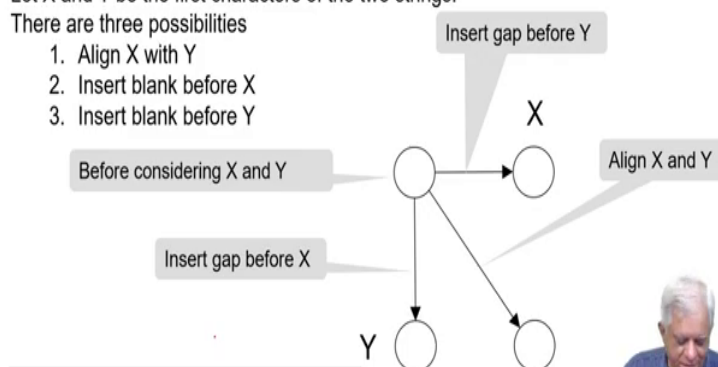 There are three possibilities
1. Align X with Y
2. Insert blank before X
3. Insert blank before Y
Insert gap before Y
X
Before considering X and Y
Align X and Y
Insert gap before X
Y